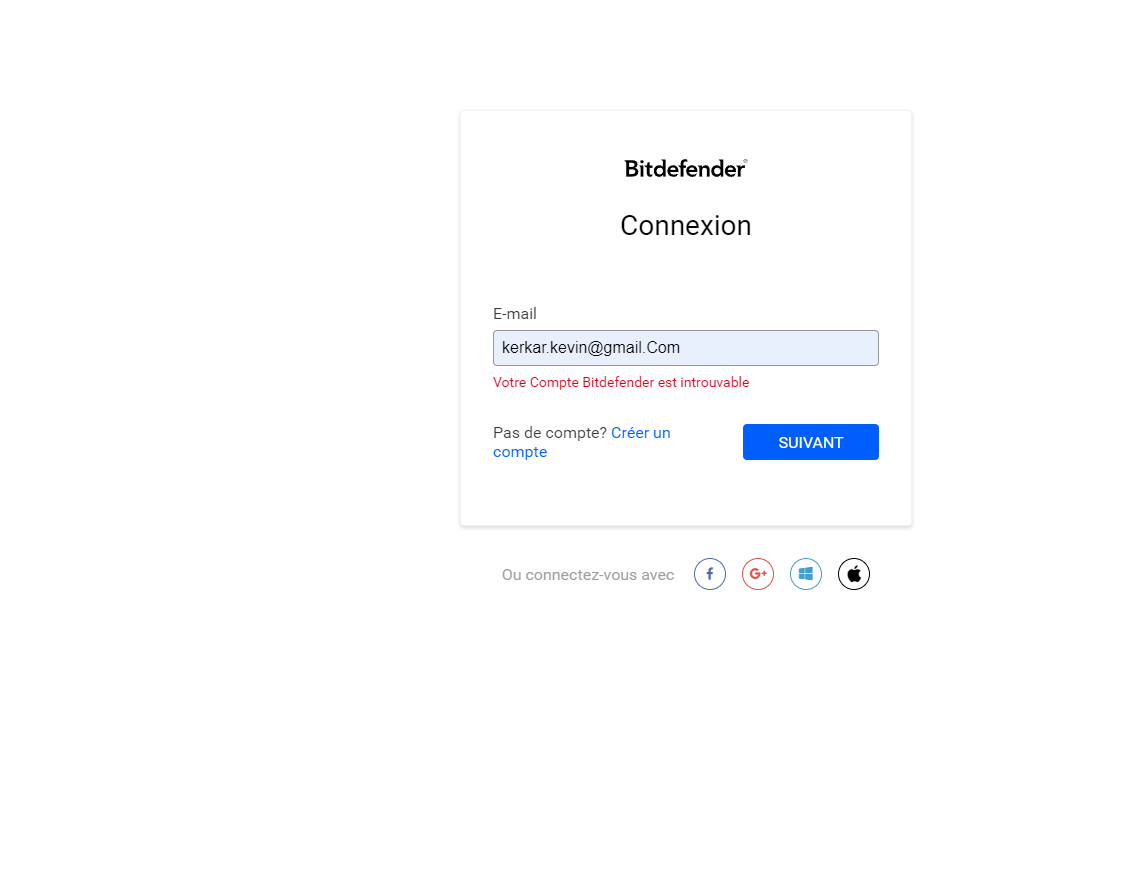 Bitdefender®
Connexion
E-mail
kerkar.kevin@gmail.Com
Votre Compte Bitdefender est introuvable
Pas de compte? Créer un
compte
SUIVANT
Ou connectez-vous avec f G+